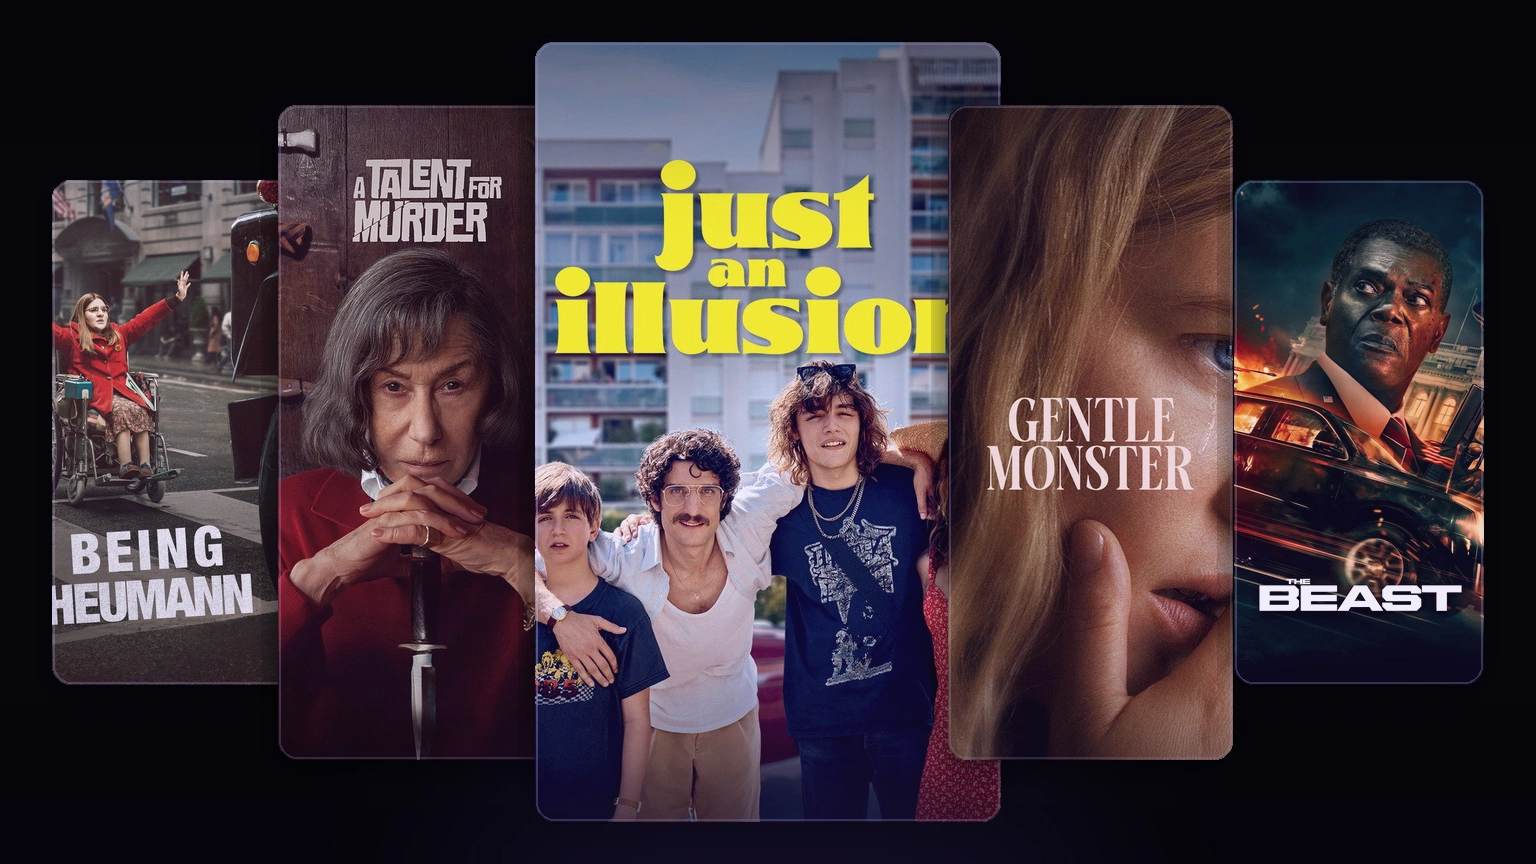 BEING
HEUMANN
A TALENT FOR
MURDER
just
an
illusion
GENTLE
MONSTER
THE
BEAST